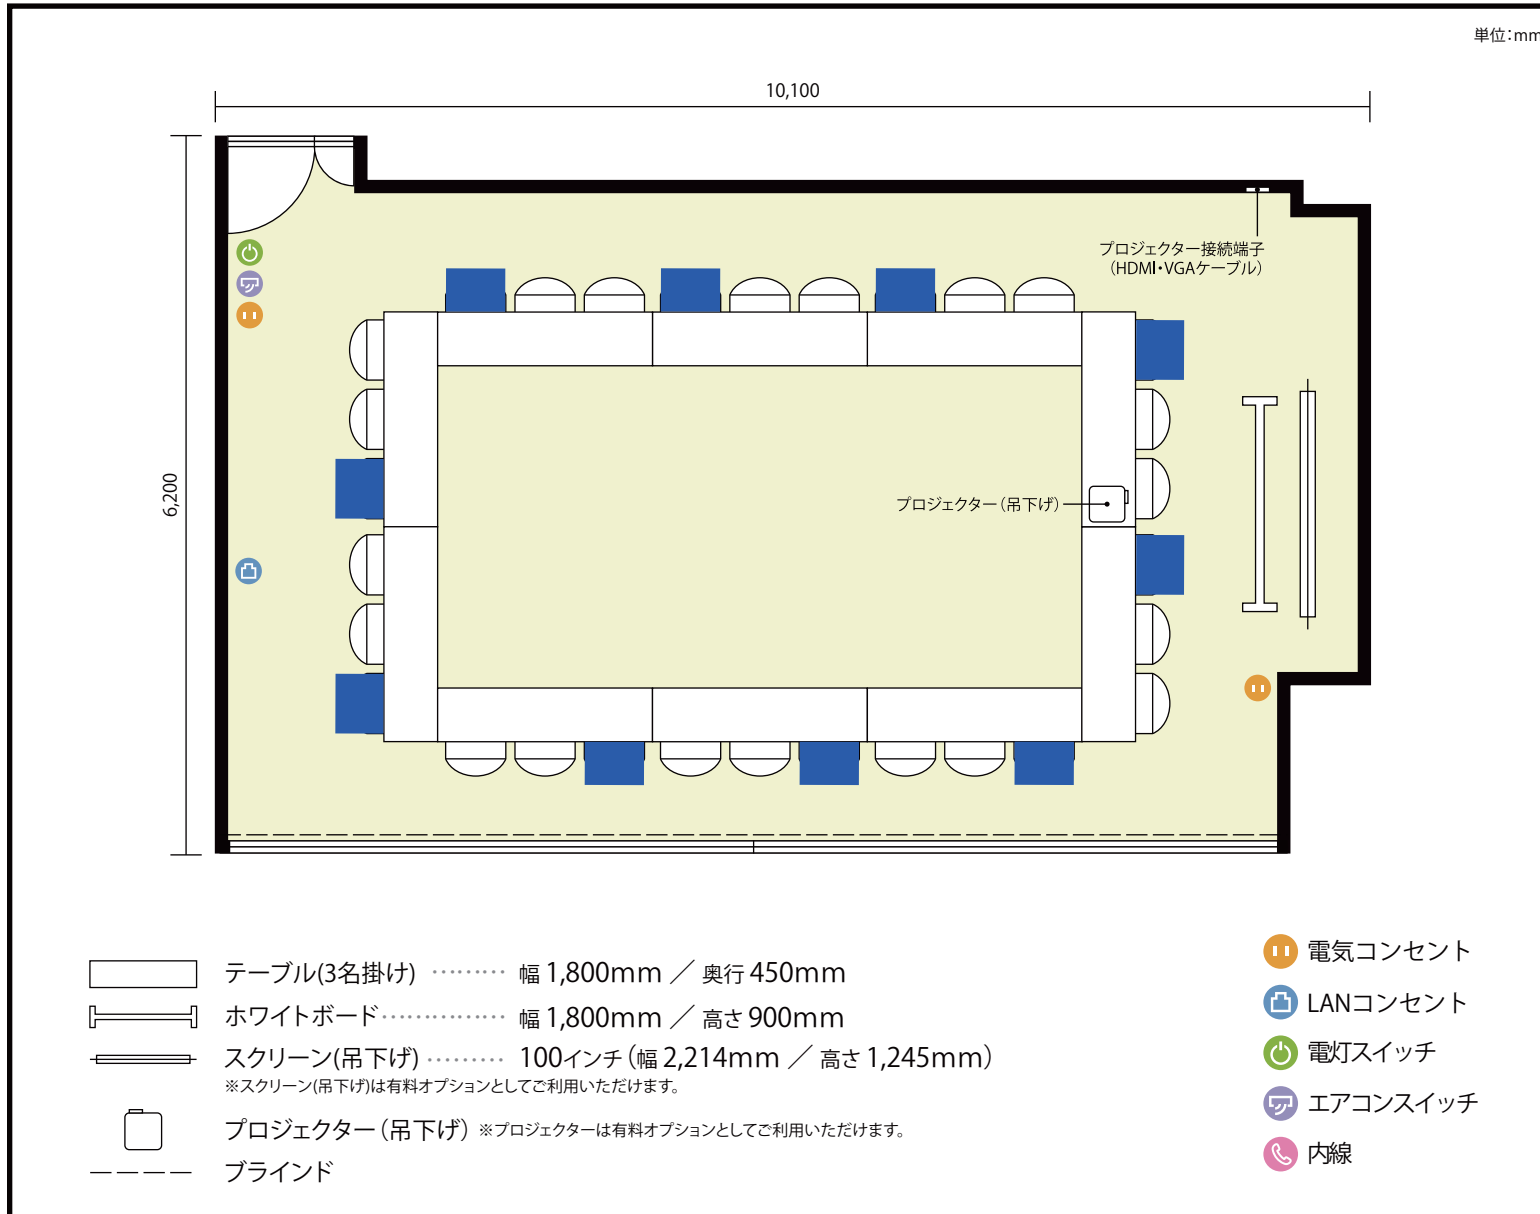 単位：mm
10,100
6,200
プロジェクター接続端子
（HDMI・VGAケーブル）
プロジェクター（吊下げ）
テーブル(3名掛け) ……… 幅 1,800mm ／ 奥行 450mm
ホワイトボード…………… 幅 1,800mm ／ 高さ 900mm
スクリーン(吊下げ) ……… 100インチ（幅 2,214mm ／ 高さ 1,245mm）
※スクリーン(吊下げ)は有料オプションとしてご利用いただけます。
プロジェクター（吊下げ） ※プロジェクターは有料オプションとしてご利用いただけます。
ブラインド
電気コンセント
LANコンセント
電灯スイッチ
エアコンスイッチ
内線